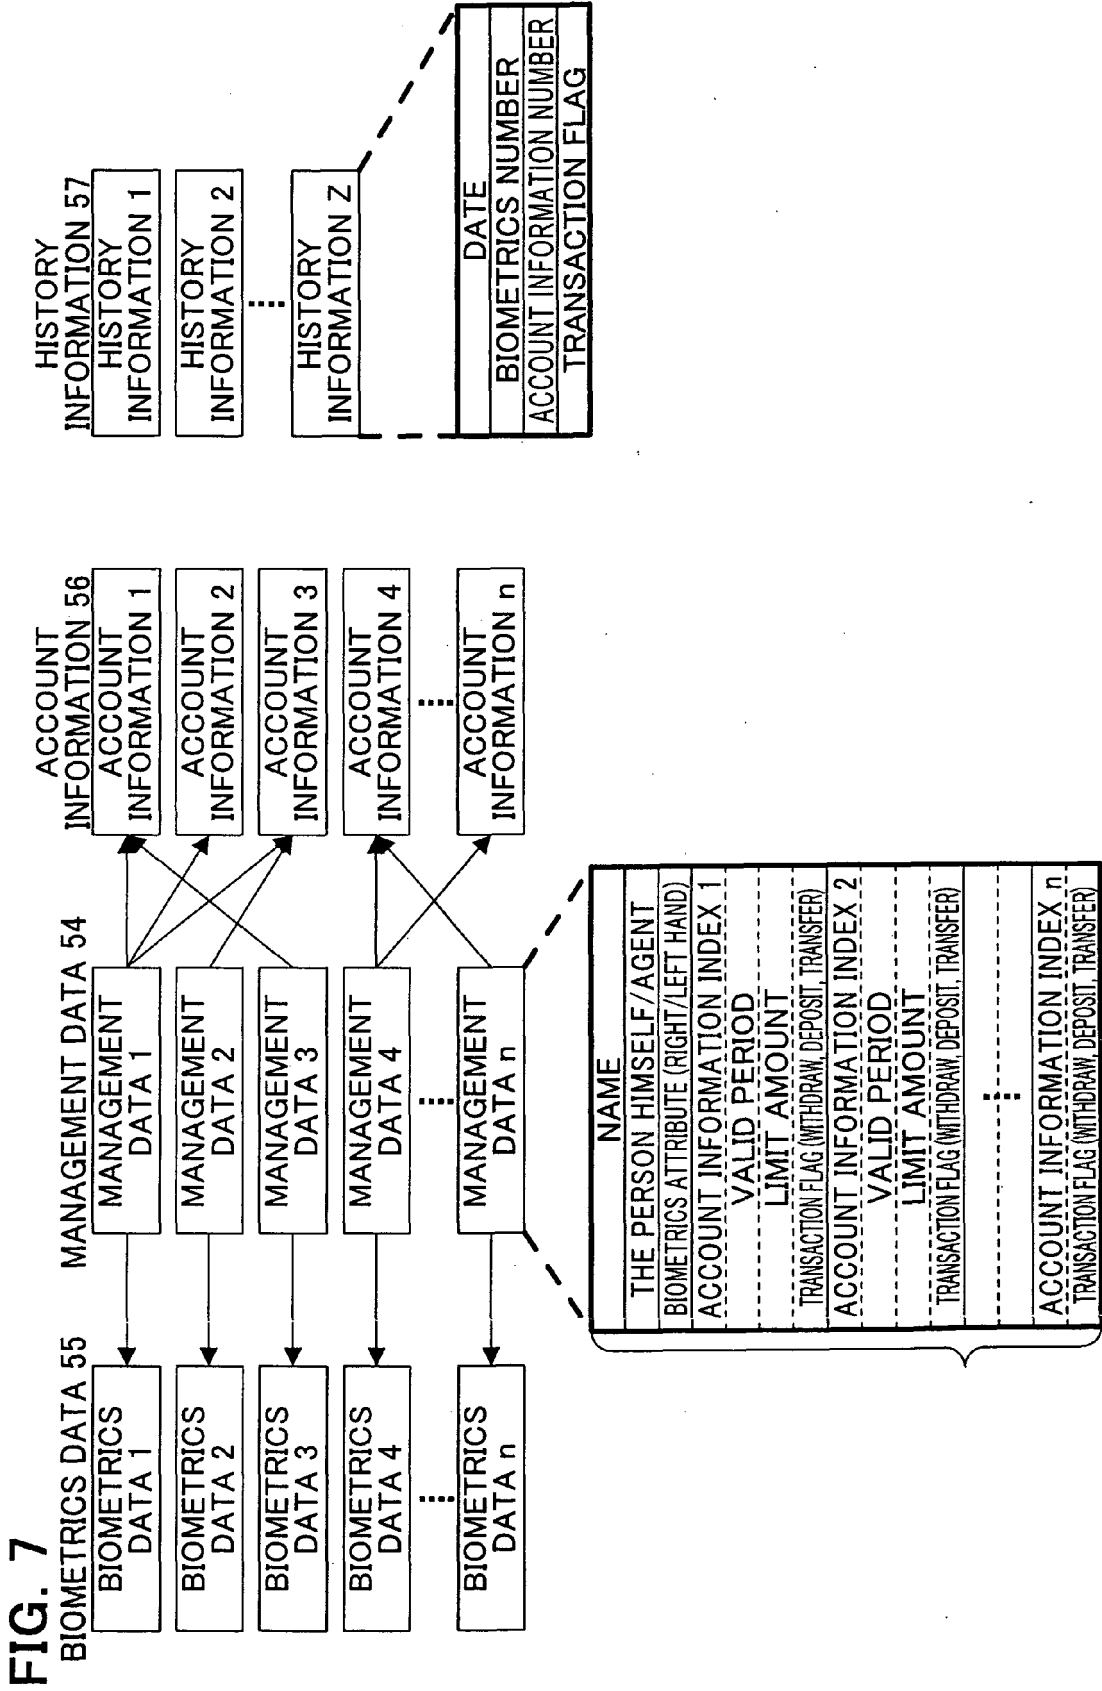 FIG. 7
BIOMETRICS DATA 55
BIOMETRICS
DATA 1
BIOMETRICS
DATA 2
BIOMETRICS
DATA 3
BIOMETRICS
DATA 4
BIOMETRICS
DATA n
MANAGEMENT DATA 54
MANAGEMENT
DATA 1
MANAGEMENT
DATA 2
MANAGEMENT
DATA 3
MANAGEMENT
DATA 4
MANAGEMENT
DATA n
NAME
THE PERSON HIMSELF/AGENT
BIOMETRICS ATTRIBUTE (RIGHT/LEFT HAND)
ACCOUNT INFORMATION INDEX 1
VALID PERIOD
LIMIT AMOUNT
TRANSACTION FLAG (WITHDRAW, DEPOSIT, TRANSFER)
ACCOUNT INFORMATION INDEX 2
VALID PERIOD
LIMIT AMOUNT
TRANSACTION FLAG (WITHDRAW, DEPOSIT, TRANSFER)
ACCOUNT INFORMATION INDEX n
TRANSACTION FLAG (WITHDRAW, DEPOSIT, TRANSFER)
ACCOUNT
INFORMATION 56
ACCOUNT
INFORMATION 1
ACCOUNT
INFORMATION 2
ACCOUNT
INFORMATION 3
ACCOUNT
INFORMATION 4
ACCOUNT
INFORMATION n
HISTORY
INFORMATION 57
HISTORY
INFORMATION 1
HISTORY
INFORMATION 2
HISTORY
INFORMATION Z
DATE
BIOMETRICS NUMBER
ACCOUNT INFORMATION NUMBER
TRANSACTION FLAG